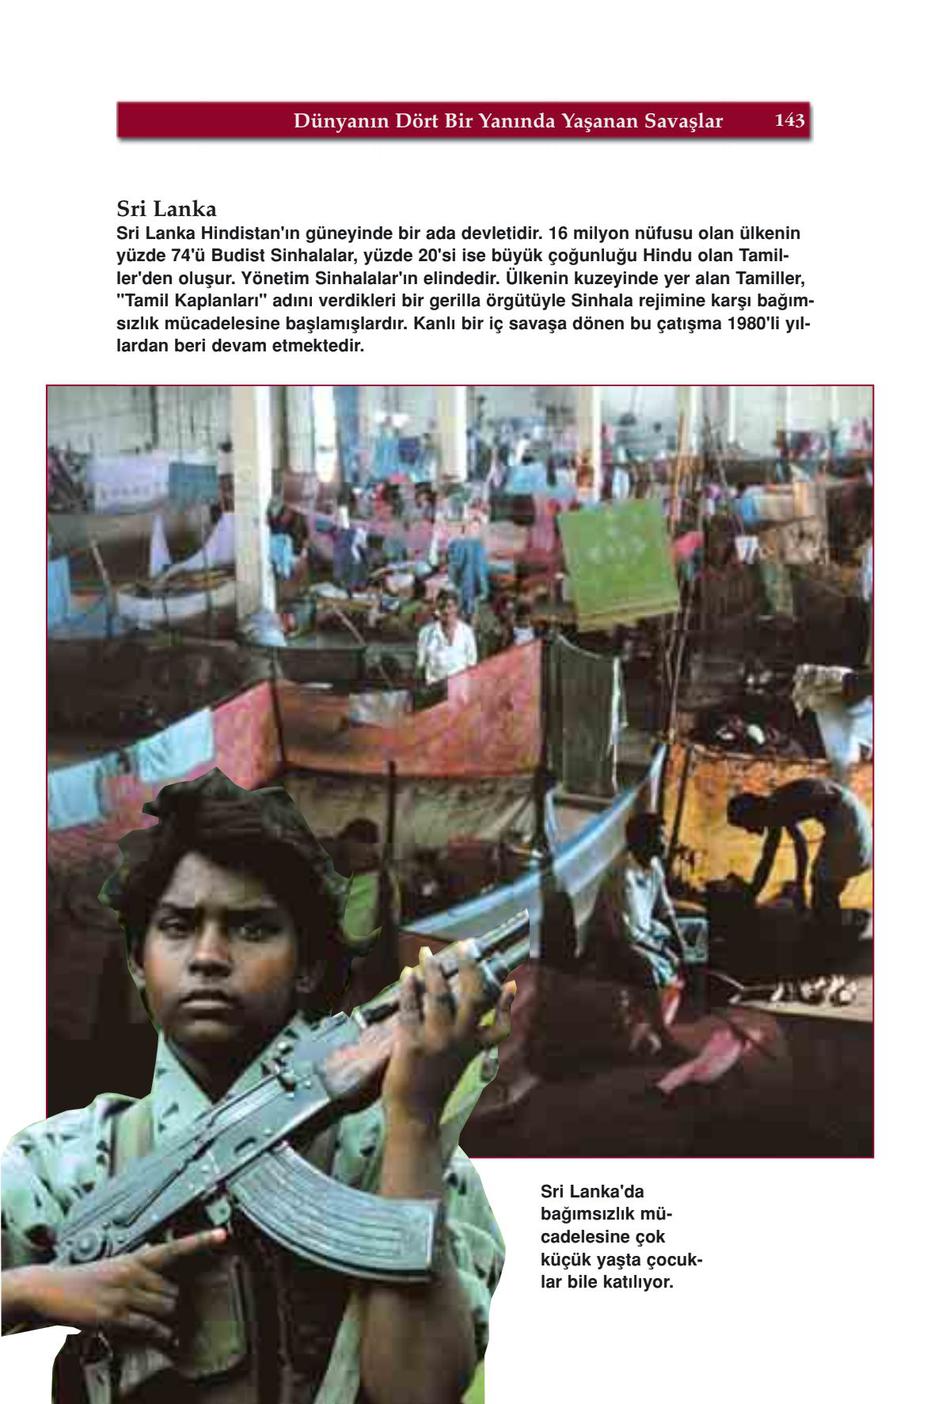 Dünyanın Dört Bir Yanında Yaşanan Savaşlar 143
Sri Lanka
Sri Lanka Hindistan'ın güneyinde bir ada devletidir. 16 milyon nüfusu olan ülkenin
yüzde 74'ü Budist Sinhalalar, yüzde 20'si ise büyük çoğunluğu Hindu olan Tamil-
ler'den oluşur. Yönetim Sinhalalar'ın elindedir. Ülkenin kuzeyinde yer alan Tamiller,
"Tamil Kaplanları" adını verdikleri bir gerilla örgütüyle Sinhala rejimine karşı bağım-
sızlık mücadelesine başlamışlardır. Kanlı bir iç savaşa dönen bu çatışma 1980'li yıl-
lardan beri devam etmektedir.
Sri Lanka'da
bağımsızlık mü-
cadelesine çok
küçük yaşta çocuk-
lar bile katılıyor.